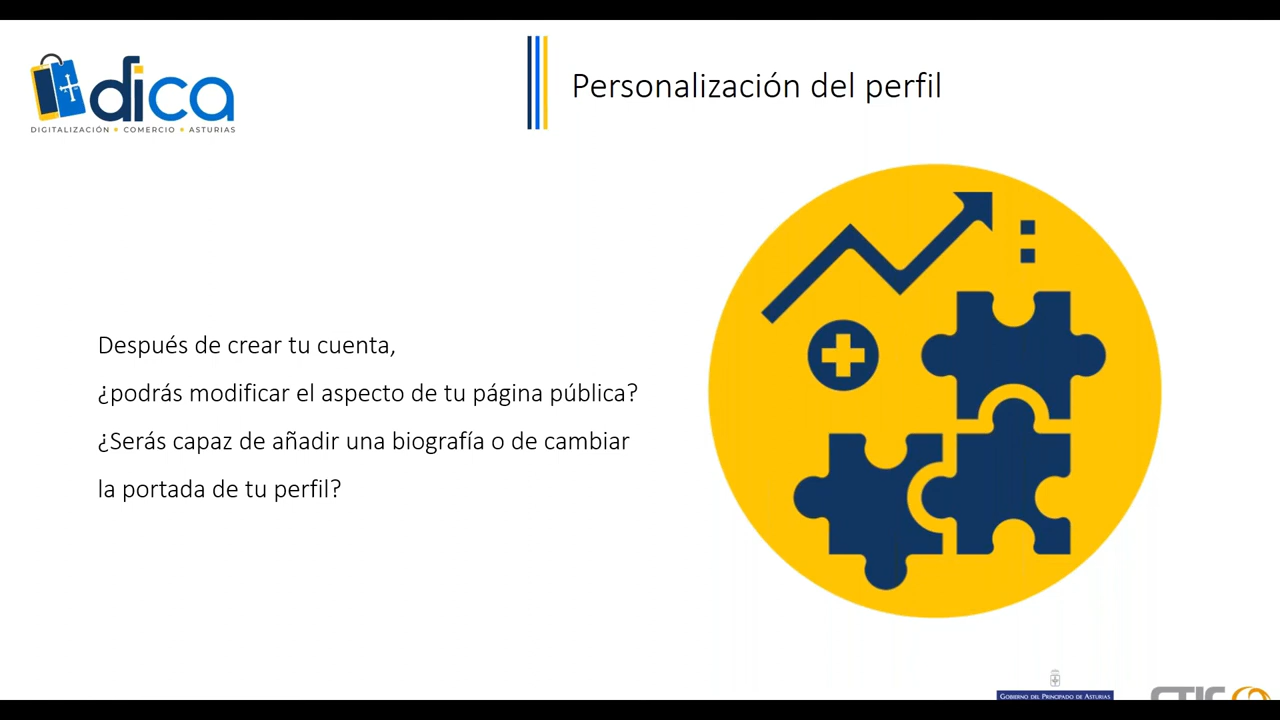 dica
DIGITALIZACIÓN • COMERCIO • ASTURIAS
Personalización del perfil
Después de crear tu cuenta,
¿podrás modificar el aspecto de tu página pública?
¿Serás capaz de añadir una biografía o de cambiar
la portada de tu perfil?
GOBIERNO DEL PRINCIPADO DE ASTURIAS
CTIC